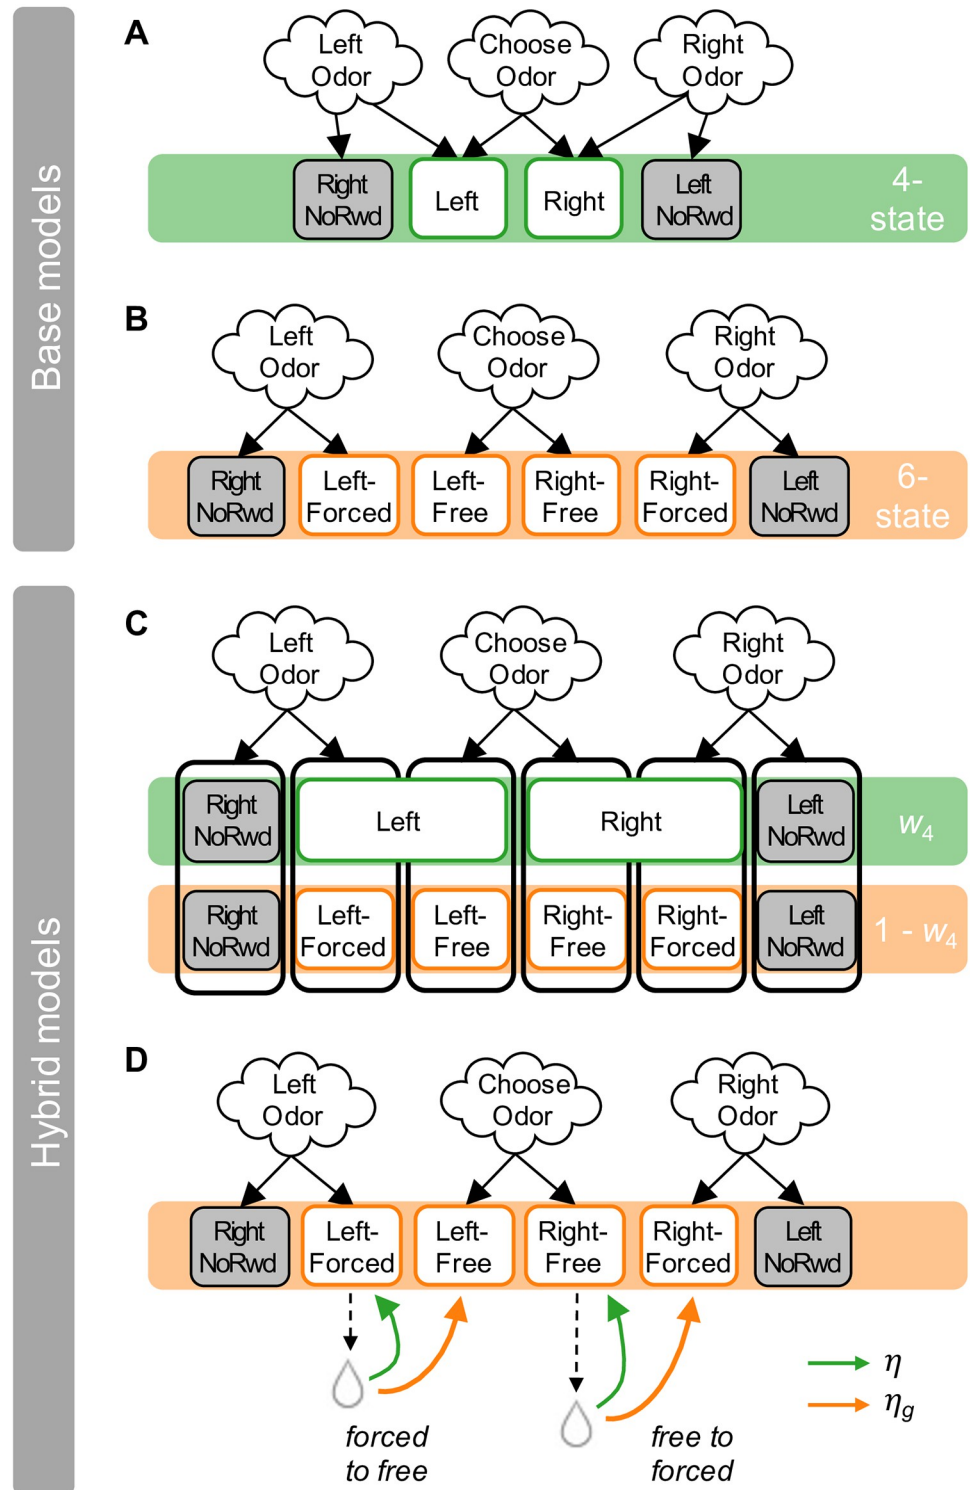 Base models
A
Left
Odor
Choose
Odor
Right
Odor
Right
NoRwd
Left
Right
Left
NoRwd
4-
state
B
Left
Odor
Choose
Odor
Right
Odor
Right
NoRwd
Left-
Forced
Left-
Free
Right-
Free
Right-
Forced
Left
NoRwd
6-
state
Hybrid models
C
Left
Odor
Choose
Odor
Right
Odor
Right
NoRwd
Left
Right
Left
NoRwd
w₄
Right
NoRwd
Left-
Forced
Left-
Free
Right-
Free
Right-
Forced
Left
NoRwd
1 - w₄
D
Left
Odor
Choose
Odor
Right
Odor
Right
NoRwd
Left-
Forced
Left-
Free
Right-
Free
Right-
Forced
Left
NoRwd
forced
to free
free to
forced
η
η_g